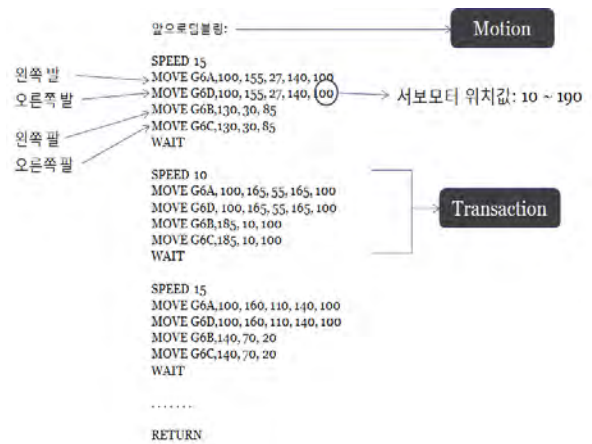 앞으로덤블링:
Motion
SPEED 15
왼쪽 발
MOVE G6A,100, 155, 27, 140, 100
오른쪽 발
MOVE G6D,100, 155, 27, 140, 100
서보모터 위치값: 10 ~ 190
왼쪽 팔
MOVE G6B,130, 30, 85
오른쪽 팔
MOVE G6C,130, 30, 85
WAIT
SPEED 10
MOVE G6A, 100, 165, 55, 165, 100
MOVE G6D, 100, 165, 55, 165, 100
MOVE G6B,185, 10, 100
MOVE G6C,185, 10, 100
WAIT
Transaction
SPEED 15
MOVE G6A,100, 160, 110, 140, 100
MOVE G6D,100, 160, 110, 140, 100
MOVE G6B,140, 70, 20
MOVE G6C,140, 70, 20
WAIT
.......
RETURN